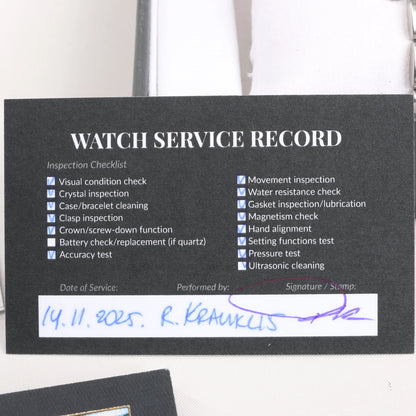 WATCH SERVICE RECORD
Inspection Checklist
Visual condition check
Crystal inspection
Case/bracelet cleaning
Clasp inspection
Crown/screw-down function
Battery check/replacement (if quartz)
Accuracy test
Movement inspection
Water resistance check
Gasket inspection/lubrication
Magnetism check
Hand alignment
Setting functions test
Pressure test
Ultrasonic cleaning
Date of Service: Performed by: Signature / Stamp:
14.11.2025. R. KRAUKLIS